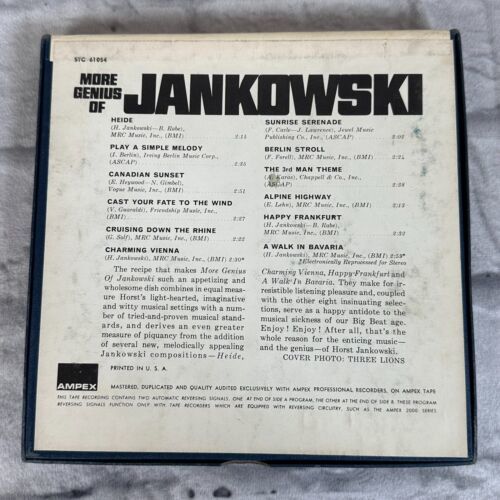 STC 61054
MORE
GENIUS
OF JANKOWSKI
HEIDE
(H. Jankowski—B. Rabe),
MRC Music, Inc., (BMI) 2:15
PLAY A SIMPLE MELODY
(I. Berlin), Irving Berlin Music Corp.,
(ASCAP) 2:35
CANADIAN SUNSET
(E. Heywood - N. Gimbel),
Vogue Music, Inc., (BMI) 2:51
CAST YOUR FATE TO THE WIND
(V. Guaraldi), Friendship Music, Inc.,
(BMI) 2:27
CRUISING DOWN THE RHINE
(G. Solf), MRC Music, Inc., (BMI) 2:22
CHARMING VIENNA
(H. Jankowski), MRC Music, Inc., (BMI) 2:30*
SUNRISE SERENADE
(F. Carle—J. Lawrence), Jewel Music
Publishing Co., Inc., (ASCAP) 2:02
BERLIN STROLL
(F. Farell), MRC Music, Inc., (BMI) 2:24
THE 3rd MAN THEME
(A. Karas), Chappell & Co., Inc.,
(ASCAP) 2:28
ALPINE HIGHWAY
(E. Lehn), MRC Music, Inc., (BMI) 2:13
HAPPY FRANKFURT
(H. Jankowski—B. Rabe),
MRC Music, Inc., (BMI) 2:32
A WALK IN BAVARIA
(H. Jankowski), MRC Music, Inc., (BMI) 2:59*
†Electronically Reprocessed for Stereo
The recipe that makes More Genius
Of Jankowski such an appetizing and
wholesome dish combines in equal meas-
ure Horst's light-hearted, imaginative
and witty musical settings with a num-
ber of tried-and-proven musical stand-
ards, and derives an even greater
measure of piquancy from the addition
of several new, melodically appealing
Jankowski compositions—Heide,
Charming Vienna, Happy Frankfurt and
A Walk In Bavaria. They make for ir-
resistible listening pleasure and, coupled
with the other eight insinuating selec-
tions, serve as a happy antidote to the
musical sickness of our Big Beat age.
Enjoy! Enjoy! After all, that's the
whole reason for the enticing music—
and the genius—of Horst Jankowski.
COVER PHOTO: THREE LIONS
PRINTED IN U. S. A.
AMPEX
MASTERED, DUPLICATED AND QUALITY AUDITED EXCLUSIVELY WITH AMPEX PROFESSIONAL RECORDERS, ON AMPEX TAPE
THIS TAPE RECORDING CONTAINS TWO AUTOMATIC REVERSING SIGNALS, ONE AT END OF SIDE A PROGRAM, THE OTHER AT THE END OF SIDE B. THESE PROGRAM
REVERSING SIGNALS FUNCTION ONLY WITH TAPE RECORDERS WHICH ARE EQUIPPED WITH REVERSING CIRCUITRY, SUCH AS THE AMPEX 2000 SERIES